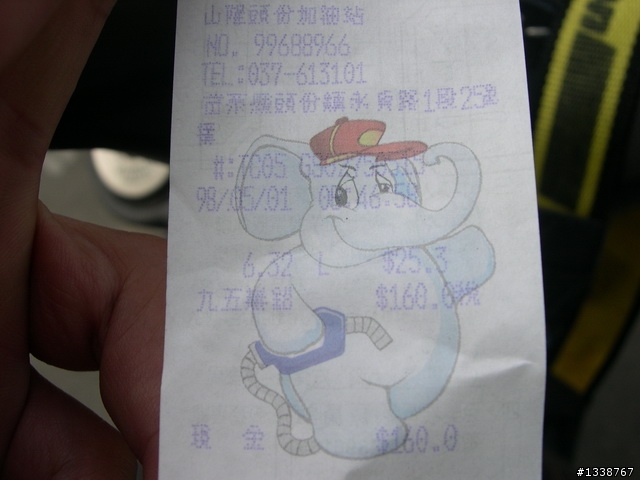 山隆頭份加油站
NO. 99688966
TEL:037-613101
苗栗縣頭份鎮永貞路1段25號
98/05/01
6.32 L $25.3
九五無鉛 $160.0稅
現 金 $160.0
#1338767